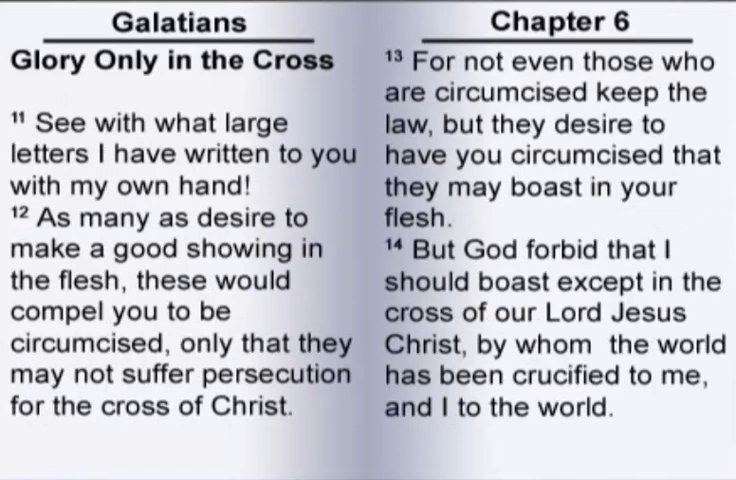 Galatians
Glory Only in the Cross
¹¹ See with what large
letters I have written to you
with my own hand!
¹² As many as desire to
make a good showing in
the flesh, these would
compel you to be
circumcised, only that they
may not suffer persecution
for the cross of Christ.
Chapter 6
¹³ For not even those who
are circumcised keep the
law, but they desire to
have you circumcised that
they may boast in your
flesh.
¹⁴ But God forbid that I
should boast except in the
cross of our Lord Jesus
Christ, by whom  the world
has been crucified to me,
and I to the world.